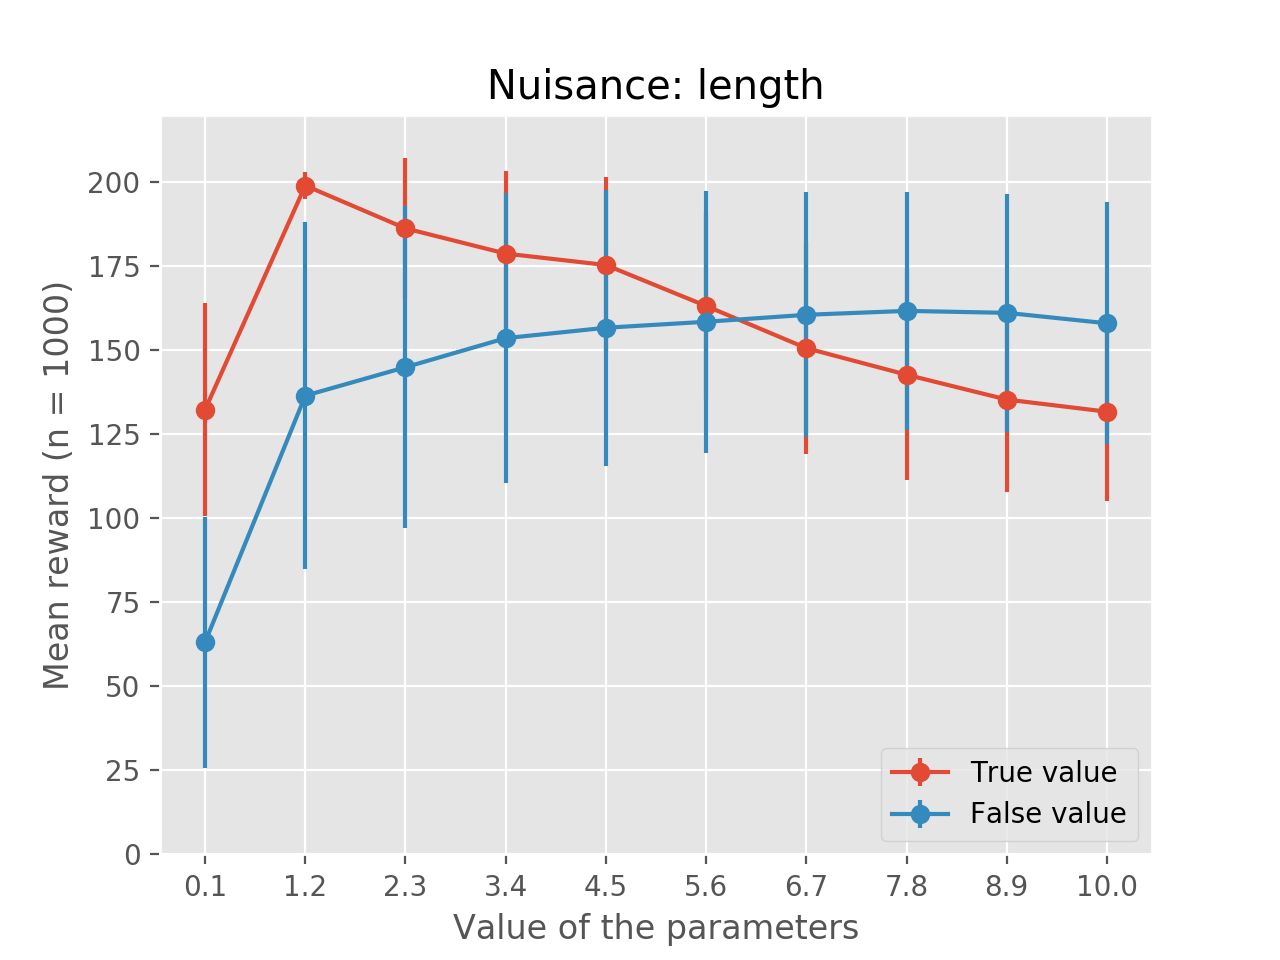 Nuisance: length
Mean reward (n = 1000)
200
175
150
125
100
75
50
25
0
True value
False value
0.1 1.2 2.3 3.4 4.5 5.6 6.7 7.8 8.9 10.0
Value of the parameters